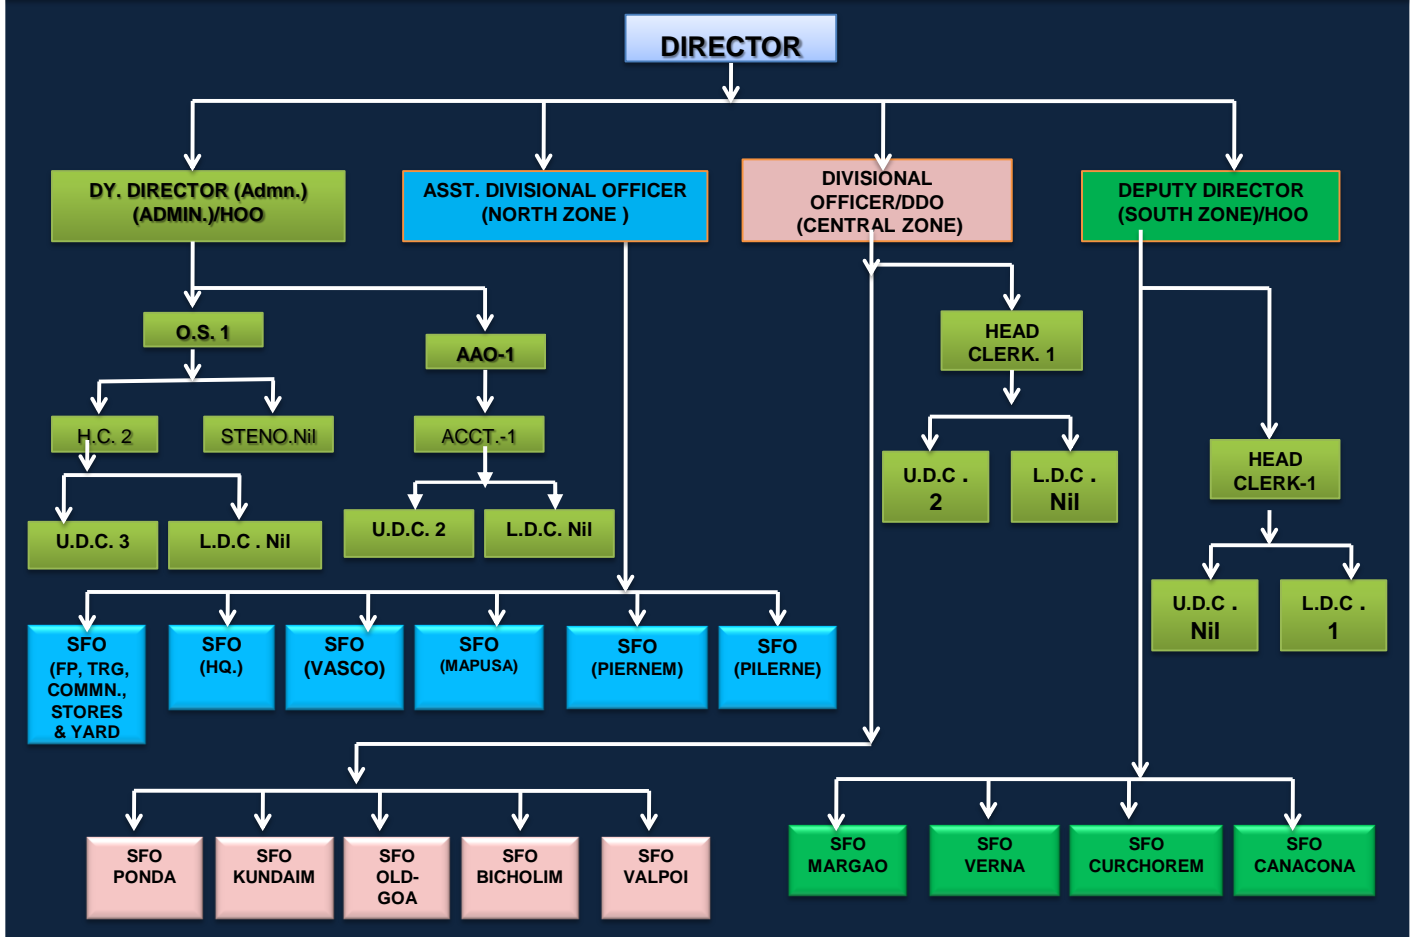 DIRECTOR
DY. DIRECTOR (Admn.)
(ADMIN.)/HOO
ASST. DIVISIONAL OFFICER
(NORTH ZONE )
DIVISIONAL
OFFICER/DDO
(CENTRAL ZONE)
DEPUTY DIRECTOR
(SOUTH ZONE)/HOO
O.S. 1
AAO-1
HEAD
CLERK. 1
H.C. 2
STENO.Nil
ACCT.-1
U.D.C .
2
L.D.C .
Nil
HEAD
CLERK-1
U.D.C. 3
L.D.C . Nil
U.D.C. 2
L.D.C. Nil
U.D.C .
Nil
L.D.C .
1
SFO
(FP, TRG,
COMMN.,
STORES
& YARD
SFO
(HQ.)
SFO
(VASCO)
SFO
(MAPUSA)
SFO
(PIERNEM)
SFO
(PILERNE)
SFO
PONDA
SFO
KUNDAIM
SFO
OLD-
GOA
SFO
BICHOLIM
SFO
VALPOI
SFO
MARGAO
SFO
VERNA
SFO
CURCHOREM
SFO
CANACONA